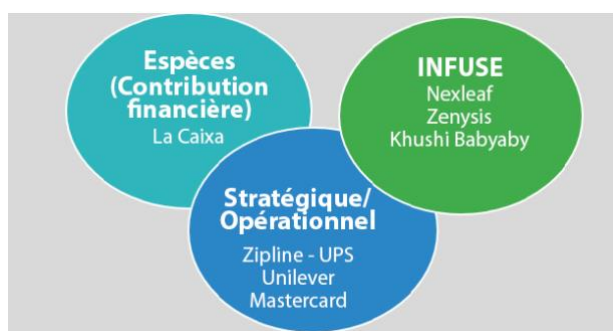 Espèces
(Contribution
financière)
La Caixa
INFUSE
Nexleaf
Zenysis
Khushi Babyaby
Stratégique/
Opérationnel
Zipline - UPS
Unilever
Mastercard